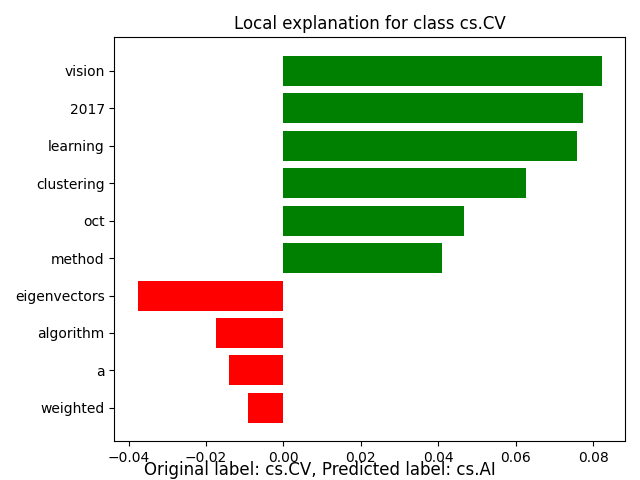 Local explanation for class cs.CV
vision
2017
learning
clustering
oct
method
eigenvectors
algorithm
a
weighted
−0.04 −0.02 0.00 0.02 0.04 0.06 0.08
Original label: cs.CV, Predicted label: cs.AI